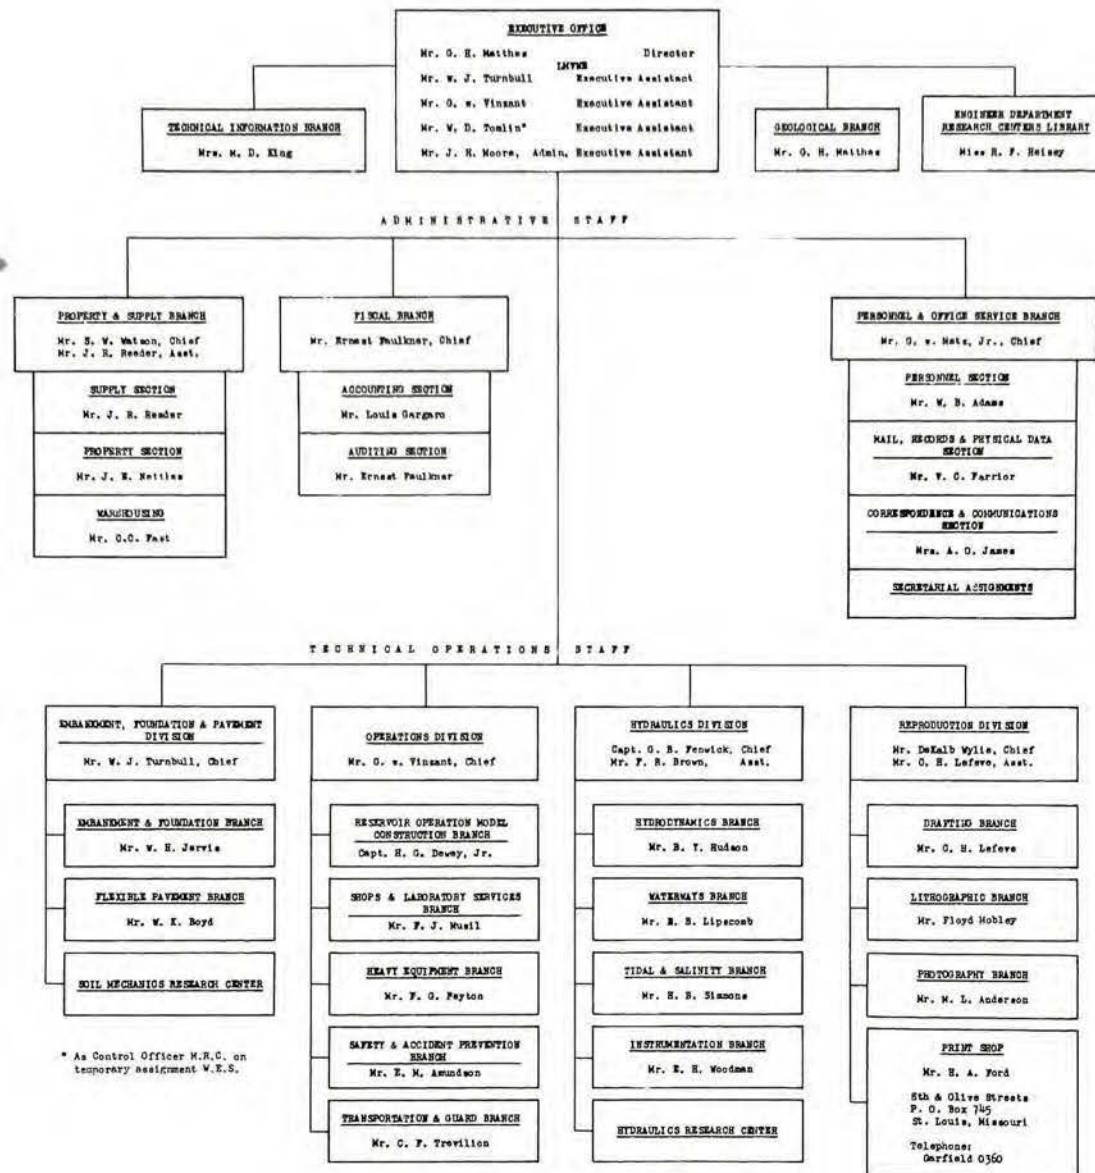 EXECUTIVE OFFICE
Mr. G. H. Matthes Director
LMVWE
Mr. W. J. Turnbull Executive Assistant
Mr. G. W. Vinzant Executive Assistant
Mr. W. D. Tomlin* Executive Assistant
Mr. J. H. Moore, Admin. Executive Assistant
TECHNICAL INFORMATION BRANCH
Mrs. M. D. King
GEOLOGICAL BRANCH
Mr. G. H. Matthes
ENGINEER DEPARTMENT
RESEARCH CENTERS LIBRARY
Miss R. F. Heisey
ADMINISTRATIVE STAFF
PROPERTY & SUPPLY BRANCH
Mr. S. W. Watson, Chief
Mr. J. R. Reeder, Asst.
SUPPLY SECTION
Mr. J. R. Reeder
PROPERTY SECTION
Mr. J. E. Nettles
WAREHOUSING
Mr. C.C. Fast
FISCAL BRANCH
Mr. Ernest Faulkner, Chief
ACCOUNTING SECTION
Mr. Louis Gargaro
AUDITING SECTION
Mr. Ernest Faulkner
PERSONNEL & OFFICE SERVICE BRANCH
Mr. G. W. Metz, Jr., Chief
PERSONNEL SECTION
Mr. W. B. Adams
MAIL, RECORDS & PHYSICAL DATA
SECTION
Mr. V. C. Farrior
CORRESPONDENCE & COMMUNICATIONS
SECTION
Mrs. A. O. James
SECRETARIAL ASSIGNMENTS
TECHNICAL OPERATIONS STAFF
EMBANKMENT, FOUNDATION & PAVEMENT
DIVISION
Mr. W. J. Turnbull, Chief
EMBANKMENT & FOUNDATION BRANCH
Mr. W. H. Jervis
FLEXIBLE PAVEMENT BRANCH
Mr. W. K. Boyd
SOIL MECHANICS RESEARCH CENTER
* As Control Officer M.R.C. on
temporary assignment W.E.S.
OPERATIONS DIVISION
Mr. G. W. Vinzant, Chief
RESERVOIR OPERATION MODEL
CONSTRUCTION BRANCH
Capt. H. G. Dewey, Jr.
SHOPS & LABORATORY SERVICES
BRANCH
Mr. F. J. Musil
HEAVY EQUIPMENT BRANCH
Mr. F. G. Peyton
SAFETY & ACCIDENT PREVENTION
BRANCH
Mr. E. M. Amundson
TRANSPORTATION & GUARD BRANCH
Mr. C. F. Trevilion
HYDRAULICS DIVISION
Capt. G. B. Fenwick, Chief
Mr. F. R. Brown, Asst.
HYDRODYNAMICS BRANCH
Mr. B. Y. Hudson
WATERWAYS BRANCH
Mr. E. B. Lipscomb
TIDAL & SALINITY BRANCH
Mr. H. B. Simmons
INSTRUMENTATION BRANCH
Mr. E. H. Woodman
HYDRAULICS RESEARCH CENTER
REPRODUCTION DIVISION
Mr. DeKalb Wylie, Chief
Mr. C. H. Lefeve, Asst.
DRAFTING BRANCH
Mr. C. H. Lefeve
LITHOGRAPHIC BRANCH
Mr. Floyd Mobley
PHOTOGRAPHY BRANCH
Mr. M. L. Anderson
PRINT SHOP
Mr. H. A. Ford
8th & Olive Streets
P. O. Box 745
St. Louis, Missouri
Telephone:
Garfield 0360